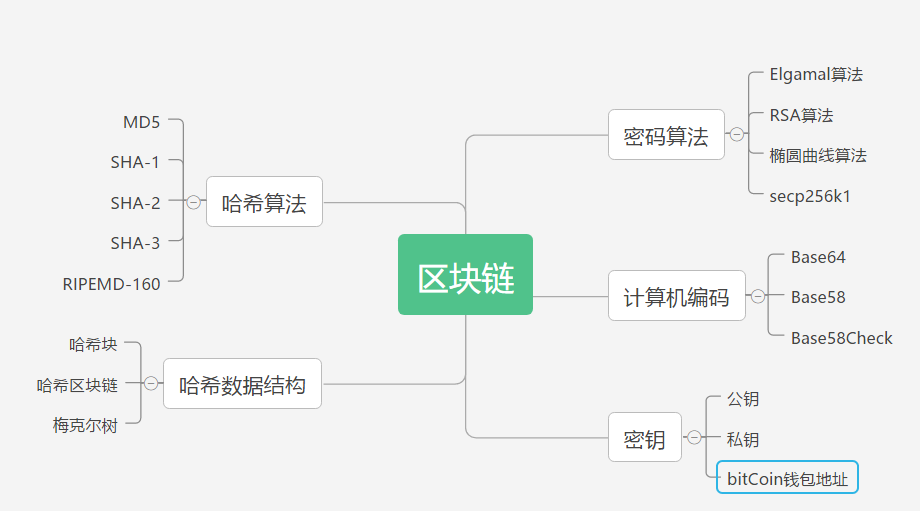 区块链
密码算法
Elgamal算法
RSA算法
椭圆曲线算法
secp256k1
计算机编码
Base64
Base58
Base58Check
密钥
公钥
私钥
bitCoin钱包地址
哈希算法
MD5
SHA-1
SHA-2
SHA-3
RIPEMD-160
哈希数据结构
哈希块
哈希区块链
梅克尔树